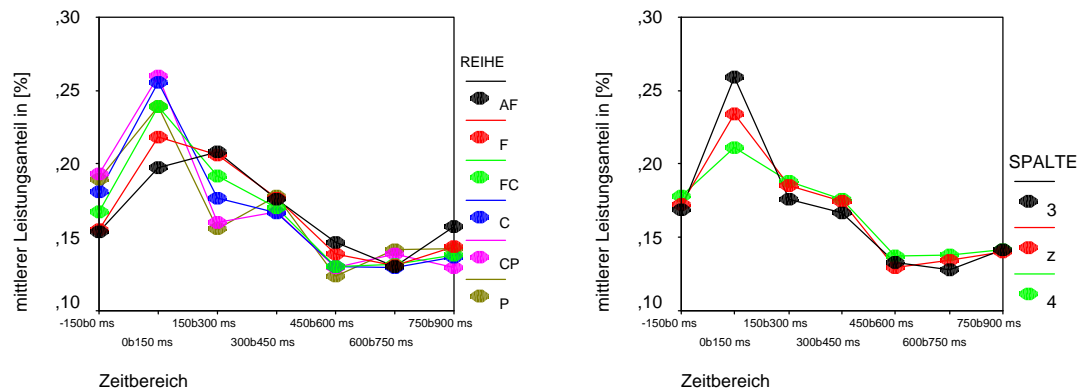 ,30
,25
,20
,15
,10
mittlerer Leistungsanteil in [%]
-150b0 ms
150b300 ms
450b600 ms
750b900 ms
0b150 ms
300b450 ms
600b750 ms
Zeitbereich
REIHE
AF
F
FC
C
CP
P
,30
,25
,20
,15
,10
mittlerer Leistungsanteil in [%]
-150b0 ms
150b300 ms
450b600 ms
750b900 ms
0b150 ms
300b450 ms
600b750 ms
Zeitbereich
SPALTE
3
z
4